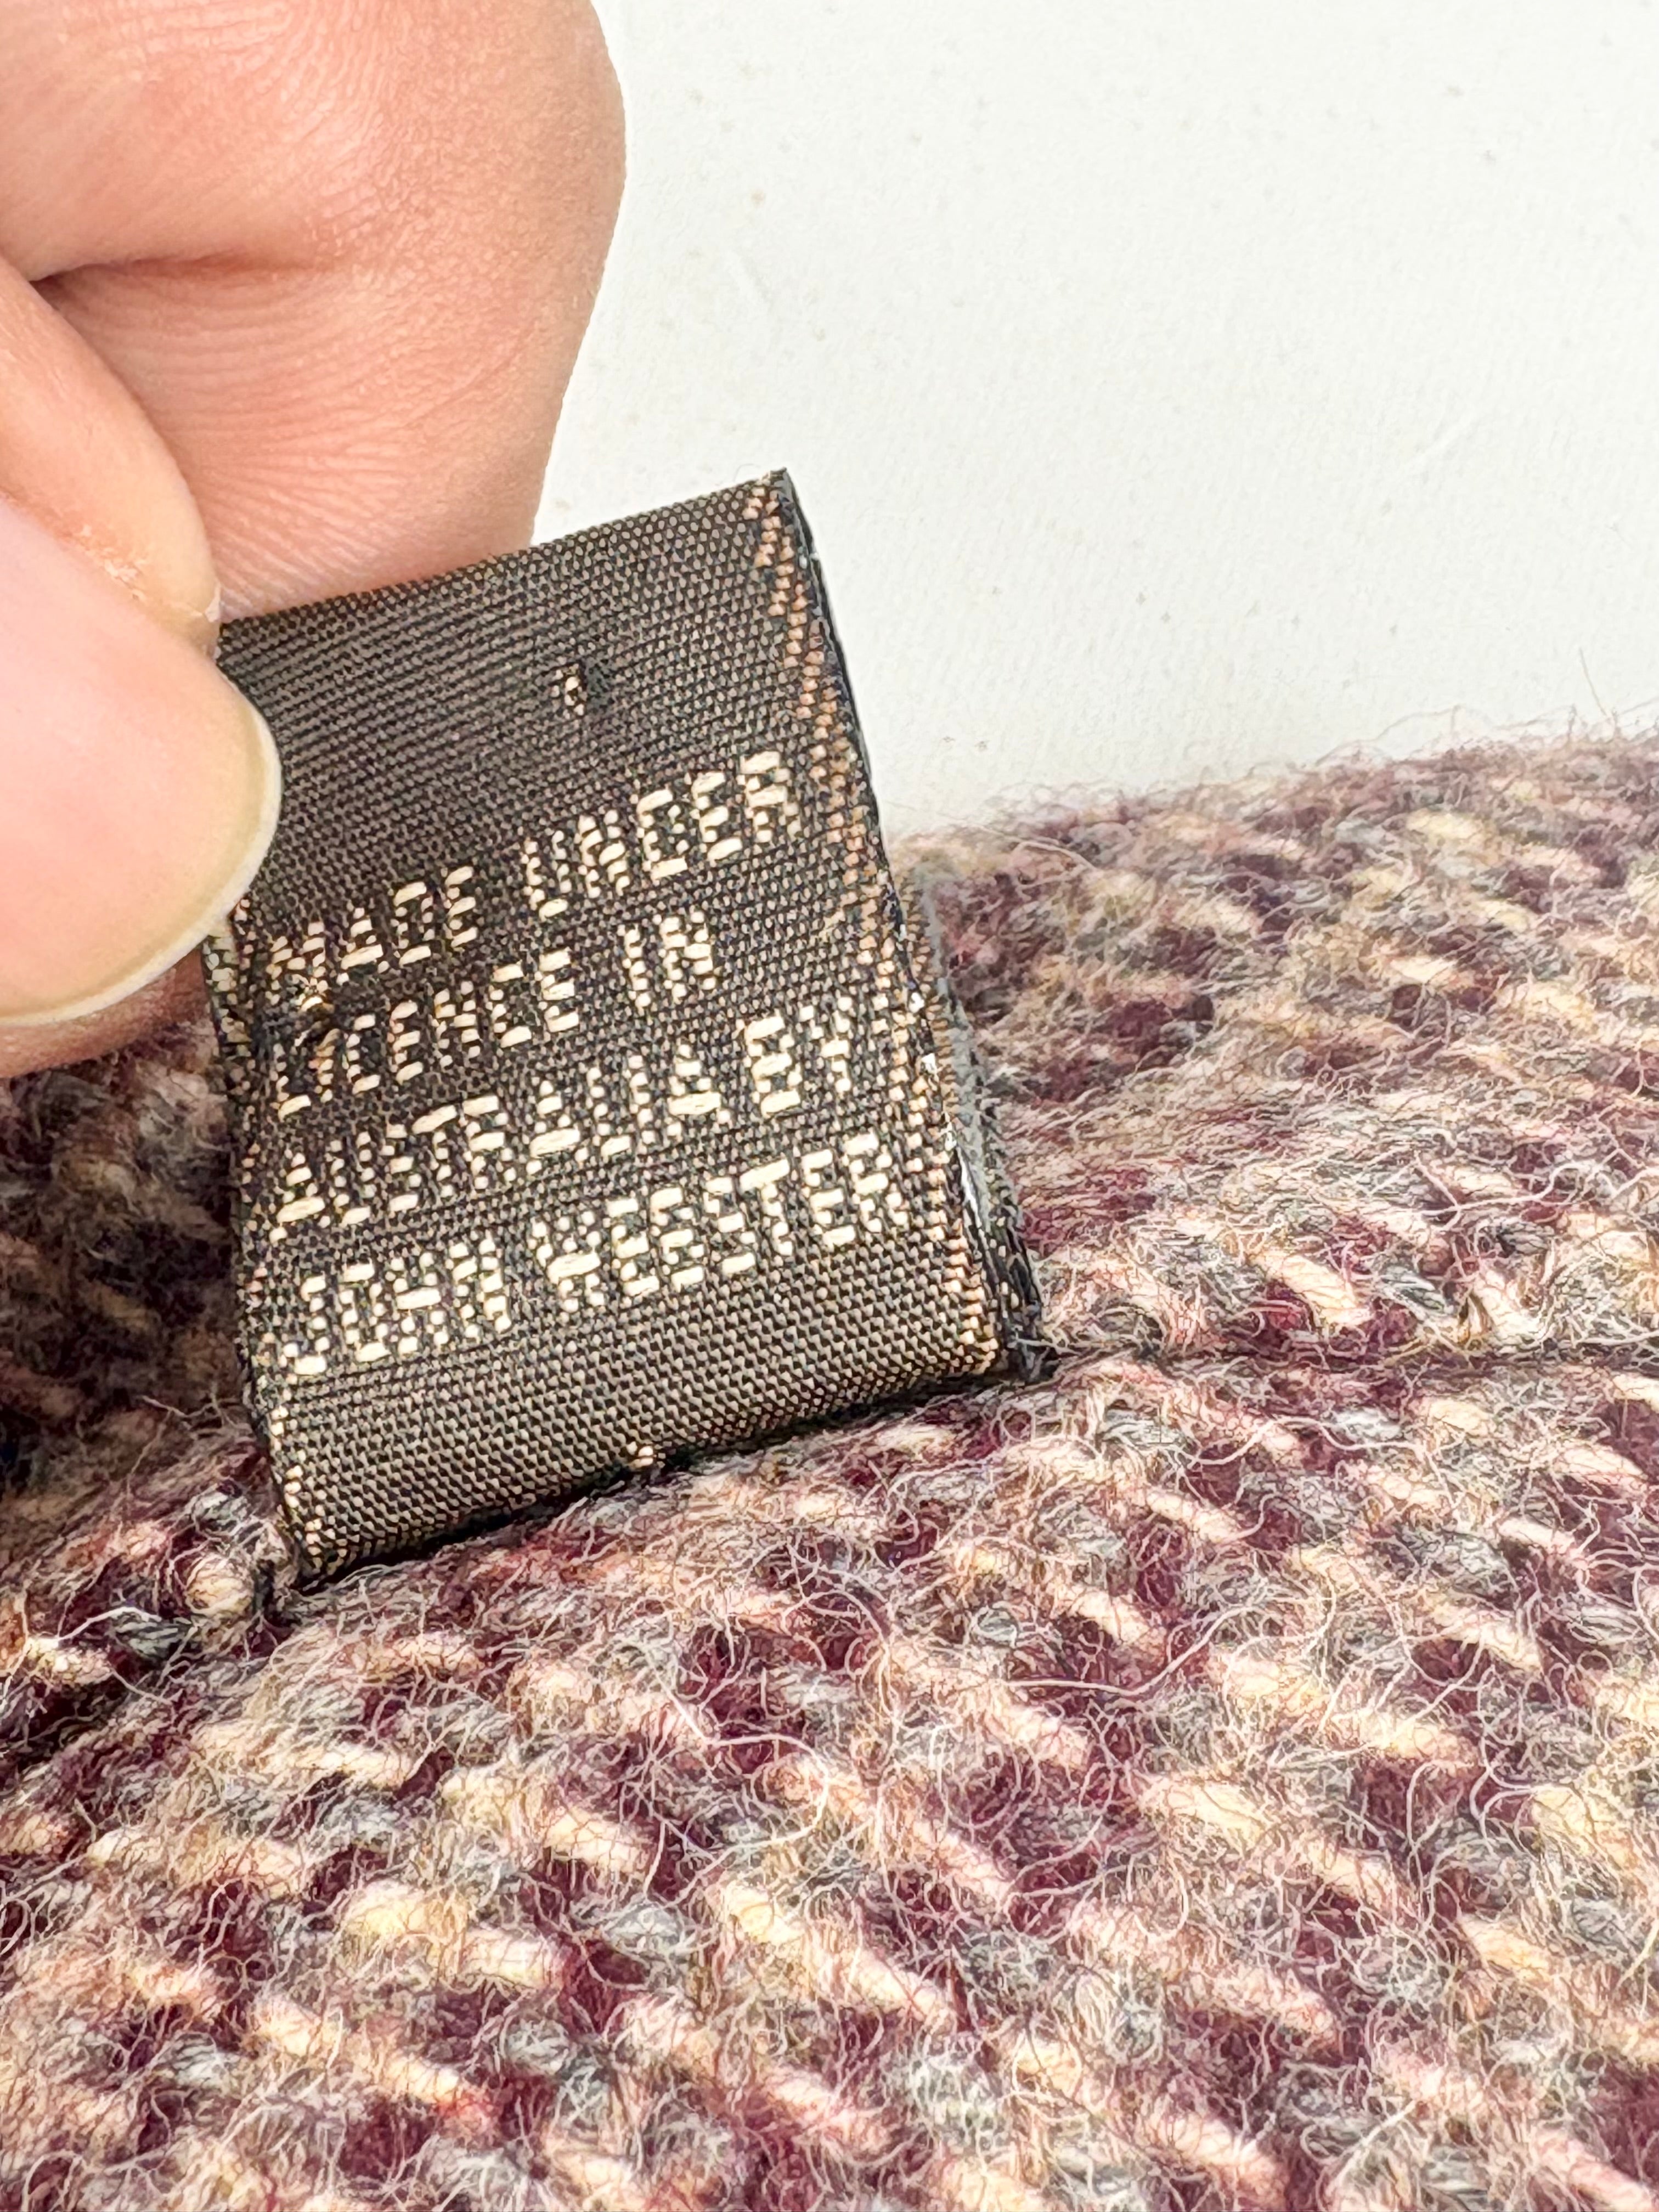 MADE UNDER
LICENCE IN
AUSTRALIA BY
JOHN WEBSTER